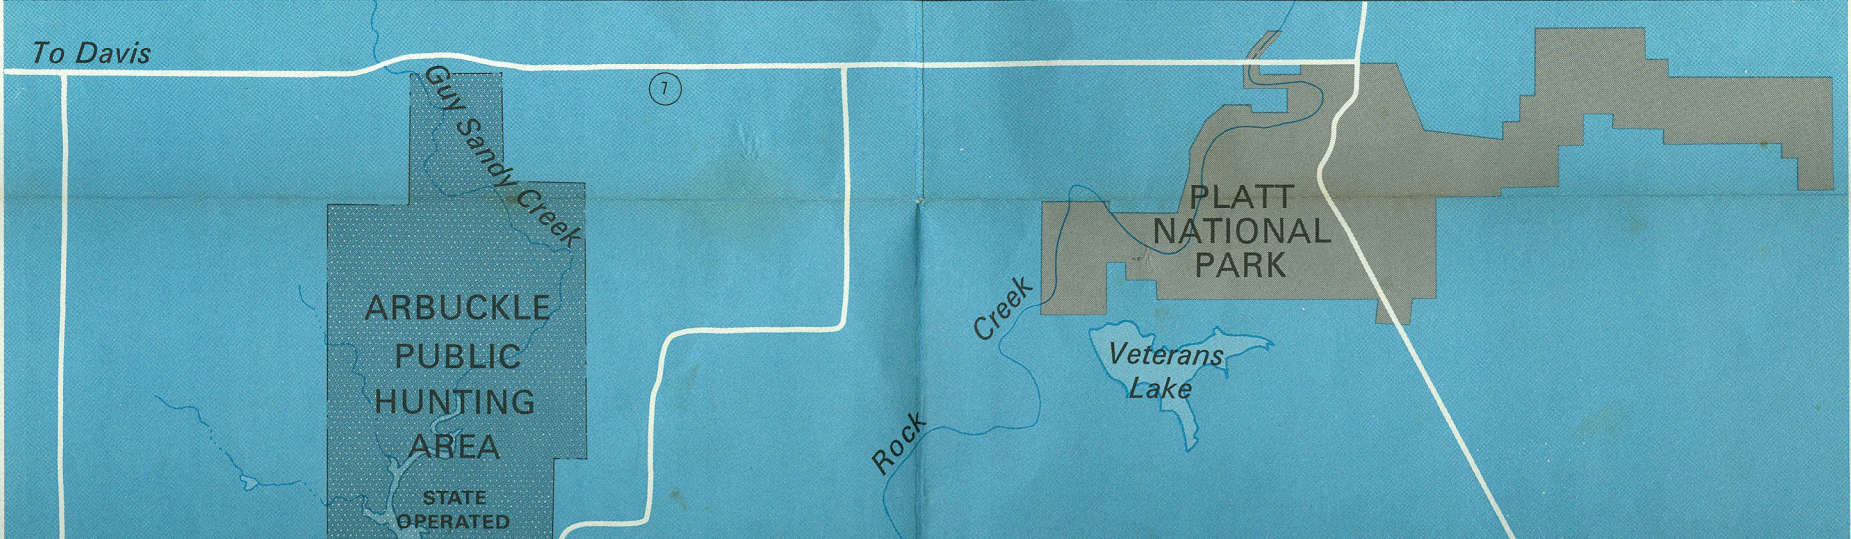 To Davis
7
Guy Sandy Creek
PLATT
NATIONAL
PARK
ARBUCKLE
PUBLIC
HUNTING
AREA
STATE
OPERATED
Rock Creek
Veterans
Lake